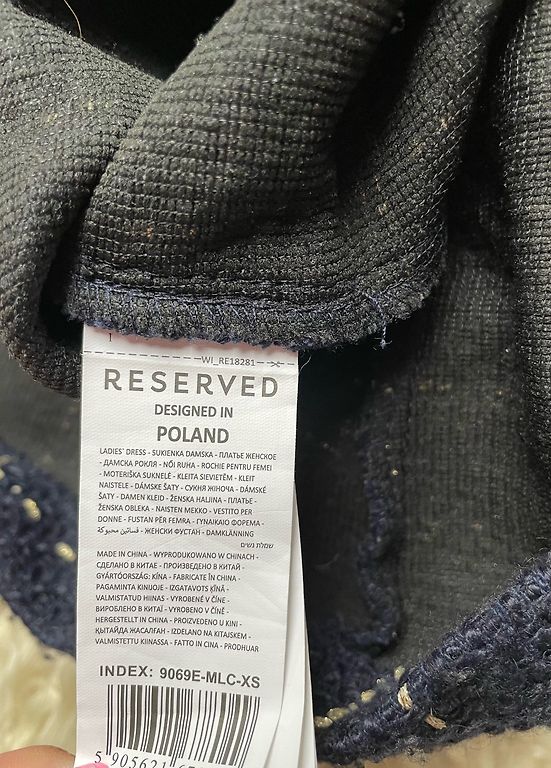 WI_RE18281
RESERVED
DESIGNED IN
POLAND
LADIES' DRESS - SUKIENKA DAMSKA - ПЛАТЬЕ ЖЕНСКОЕ
- ДАМСКА РОКЛЯ - NŐI RUHA - ROCHIE PENTRU FEMEI
- MOTERIŠKA SUKNELĖ - KLEITA SIEVIETĒM - KLEIT
NAISTELE - DÁMSKE ŠATY - СУКНЯ ЖІНОЧА - DÁMSKÉ
ŠATY - DAMEN KLEID - ŽENSKA HALJINA - ПЛАТЬЕ -
ŽENSKA OBLEKA - NAISTEN MEKKO - VESTITO PER
DONNE - FUSTAN PËR FEMRA - ΓΥΝΑΙΚΑΙΟ ΦΟΡΕΜΑ -
ЖЕНСКИ ФУСТАН - DAMKLÄNNING - فساتين محبوكة
שמלת נשים
MADE IN CHINA - WYPRODUKOWANO W CHINACH -
СДЕЛАНО В КИТАЕ - ПРОИЗВЕДЕНО В КИТАЙ -
GYÁRTÓORSZÁG: KÍNA - FABRICATE ÎN CHINA -
PAGAMINTA KINIJOJE - IZGATAVOTS ĶĪNĀ -
VALMISTATUD HIINAS - VYROBENÉ V ČÍNE -
ВИРОБЛЕНО В КИТАЇ - VYROBENO V ČÍNĚ -
HERGESTELLT IN CHINA - PROIZVEDENO U KINI -
ҚЫТАЙДА ЖАСАЛҒАН - IZDELANO NA KITAJSKEM -
VALMISTETTU KIINASSA - FATTO IN CINA - PRODHUAR
INDEX: 9069E-MLC-XS
5 905621